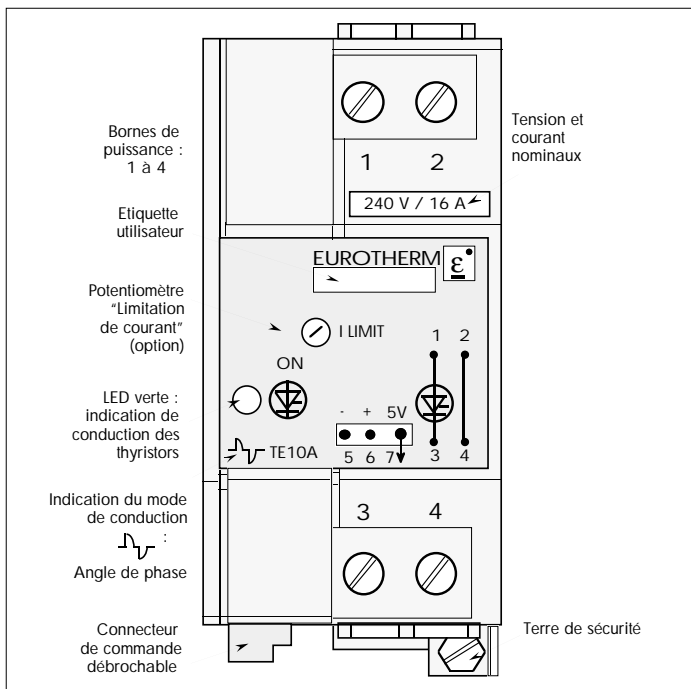 Bornes de
puissance :
1 à 4
Etiquette
utilisateur
Potentiomètre
"Limitation
de courant"
(option)
LED verte :
indication de
conduction des
thyristors
Indication du mode
de conduction
:
Angle de phase
Connecteur
de commande
débrochable
1 2
240 V / 16 A
EUROTHERM ε
I LIMIT
ON
1 2
- + 5V
5 6 7 3 4
TE10A
3 4
Tension et
courant
nominaux
Terre de sécurité